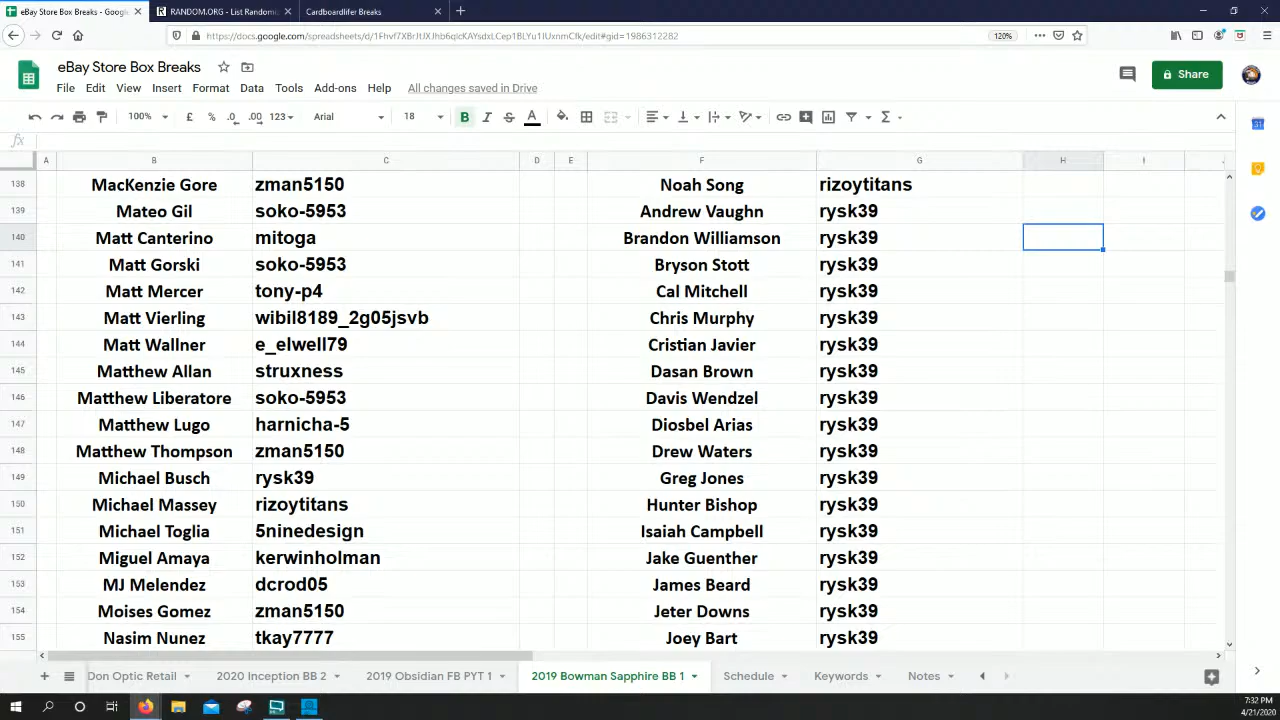 eBay Store Box Breaks - Googl
RANDOM.ORG - List Randomiz
Cardboardlifer Breaks
120%
eBay Store Box Breaks
File Edit View Insert Format Data Tools Add-ons Help All changes saved in Drive
Share
100% £ % .0 .00 123 Arial 18 B I S A
fx
A B C D E F G H I
138 MacKenzie Gore zman5150 Noah Song rizoytitans
139 Mateo Gil soko-5953 Andrew Vaughn rysk39
140 Matt Canterino mitoga Brandon Williamson rysk39
141 Matt Gorski soko-5953 Bryson Stott rysk39
142 Matt Mercer tony-p4 Cal Mitchell rysk39
143 Matt Vierling wibil8189_2g05jsvb Chris Murphy rysk39
144 Matt Wallner e_elwell79 Cristian Javier rysk39
145 Matthew Allan struxness Dasan Brown rysk39
146 Matthew Liberatore soko-5953 Davis Wendzel rysk39
147 Matthew Lugo harnicha-5 Diosbel Arias rysk39
148 Matthew Thompson zman5150 Drew Waters rysk39
149 Michael Busch rysk39 Greg Jones rysk39
150 Michael Massey rizoytitans Hunter Bishop rysk39
151 Michael Toglia 5ninedesign Isaiah Campbell rysk39
152 Miguel Amaya kerwinholman Jake Guenther rysk39
153 MJ Melendez dcrod05 James Beard rysk39
154 Moises Gomez zman5150 Jeter Downs rysk39
155 Nasim Nunez tkay7777 Joey Bart rysk39
Don Optic Retail 2020 Inception BB 2 2019 Obsidian FB PYT 1 2019 Bowman Sapphire BB 1 Schedule Keywords Notes
7:32 PM
4/21/2020